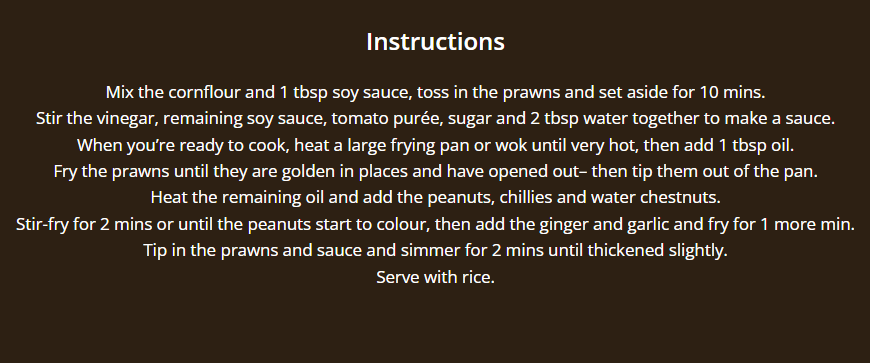 Instructions
Mix the cornflour and 1 tbsp soy sauce, toss in the prawns and set aside for 10 mins.
Stir the vinegar, remaining soy sauce, tomato purée, sugar and 2 tbsp water together to make a sauce.
When you’re ready to cook, heat a large frying pan or wok until very hot, then add 1 tbsp oil.
Fry the prawns until they are golden in places and have opened out– then tip them out of the pan.
Heat the remaining oil and add the peanuts, chillies and water chestnuts.
Stir-fry for 2 mins or until the peanuts start to colour, then add the ginger and garlic and fry for 1 more min.
Tip in the prawns and sauce and simmer for 2 mins until thickened slightly.
Serve with rice.